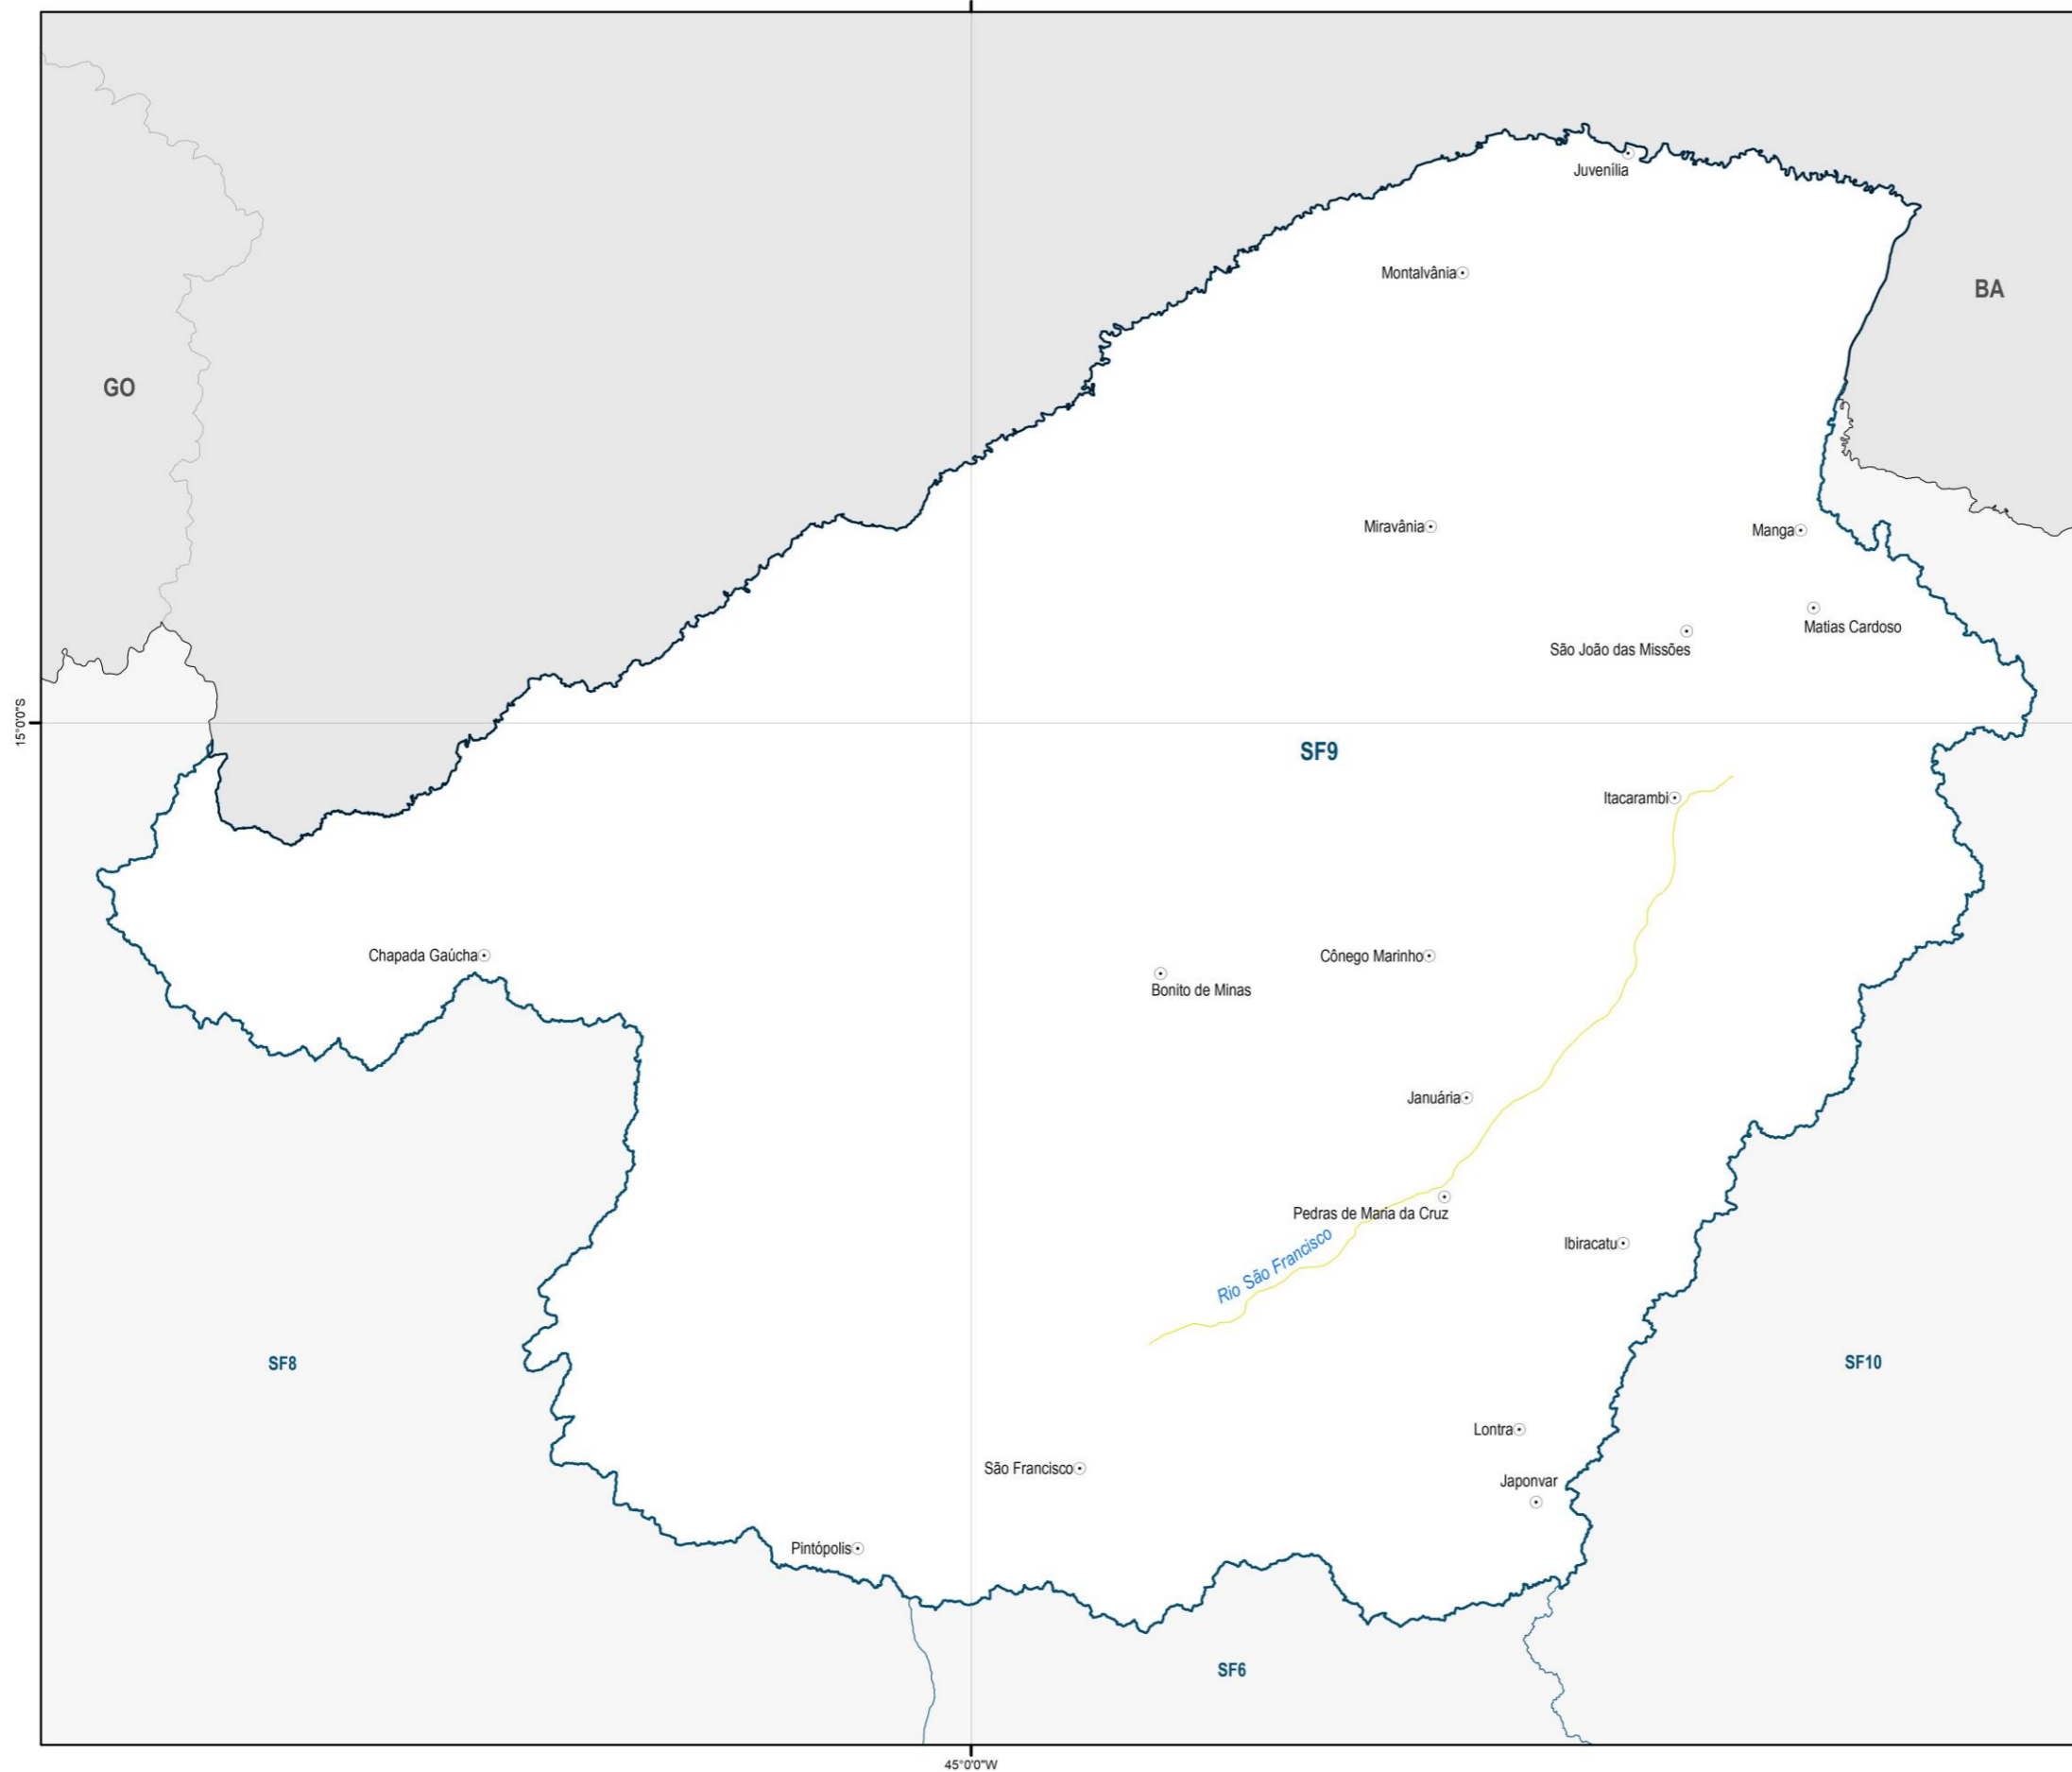 Juvenília
Montalvânia
BA
GO
Miravânia
Manga
Matias Cardoso
São João das Missões
15°0'0"S
SF9
Itacarambi
Chapada Gaúcha
Cônego Marinho
Bonito de Minas
Januária
Pedras de Maria da Cruz
Rio São Francisco
Ibiracatu
SF8
SF10
Lontra
São Francisco
Japonvar
Pintópolis
SF6
45°0'0"W